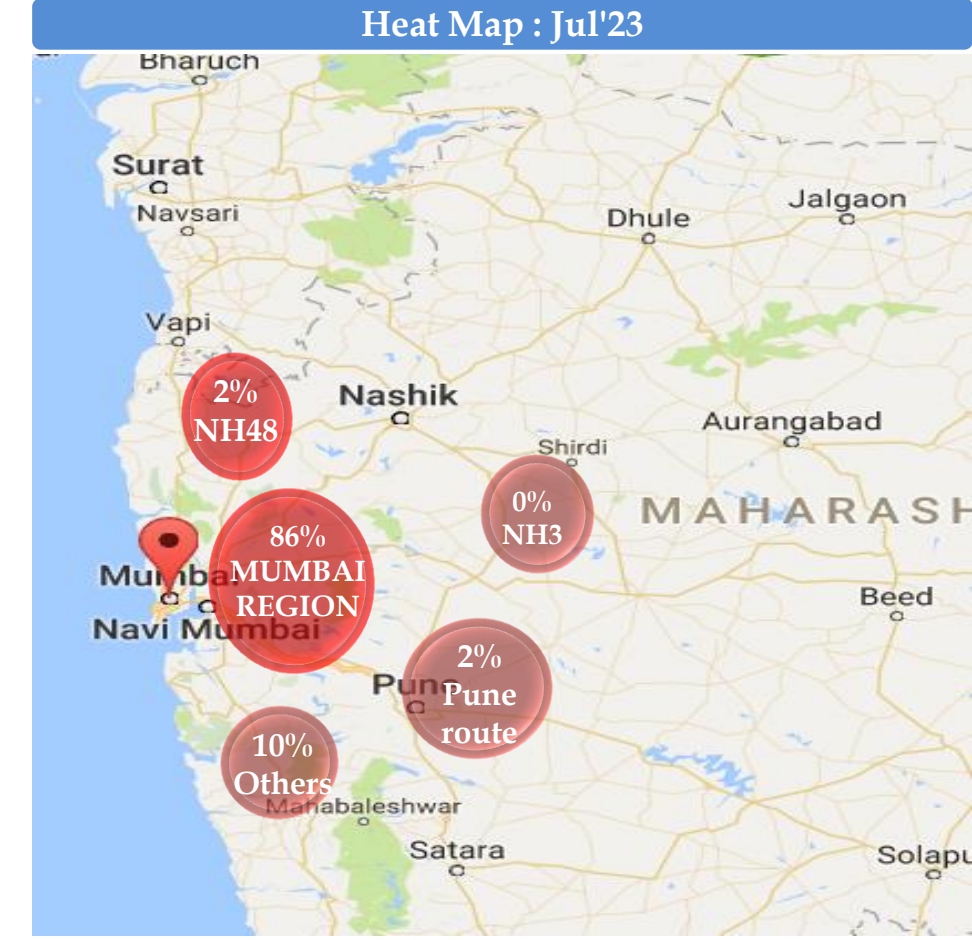 Heat Map : Jul'23
Bharuch
Surat
Navsari
Dhule
Jalgaon
Vapi
2%
NH48
Nashik
Aurangabad
Shirdi
0%
NH3
MAHARASH
86%
MUMBAI
REGION
Mumba
Navi Mumbai
Beed
2%
Pune
route
Pune
10%
Others
Mahabaleshwar
Satara
Solapu